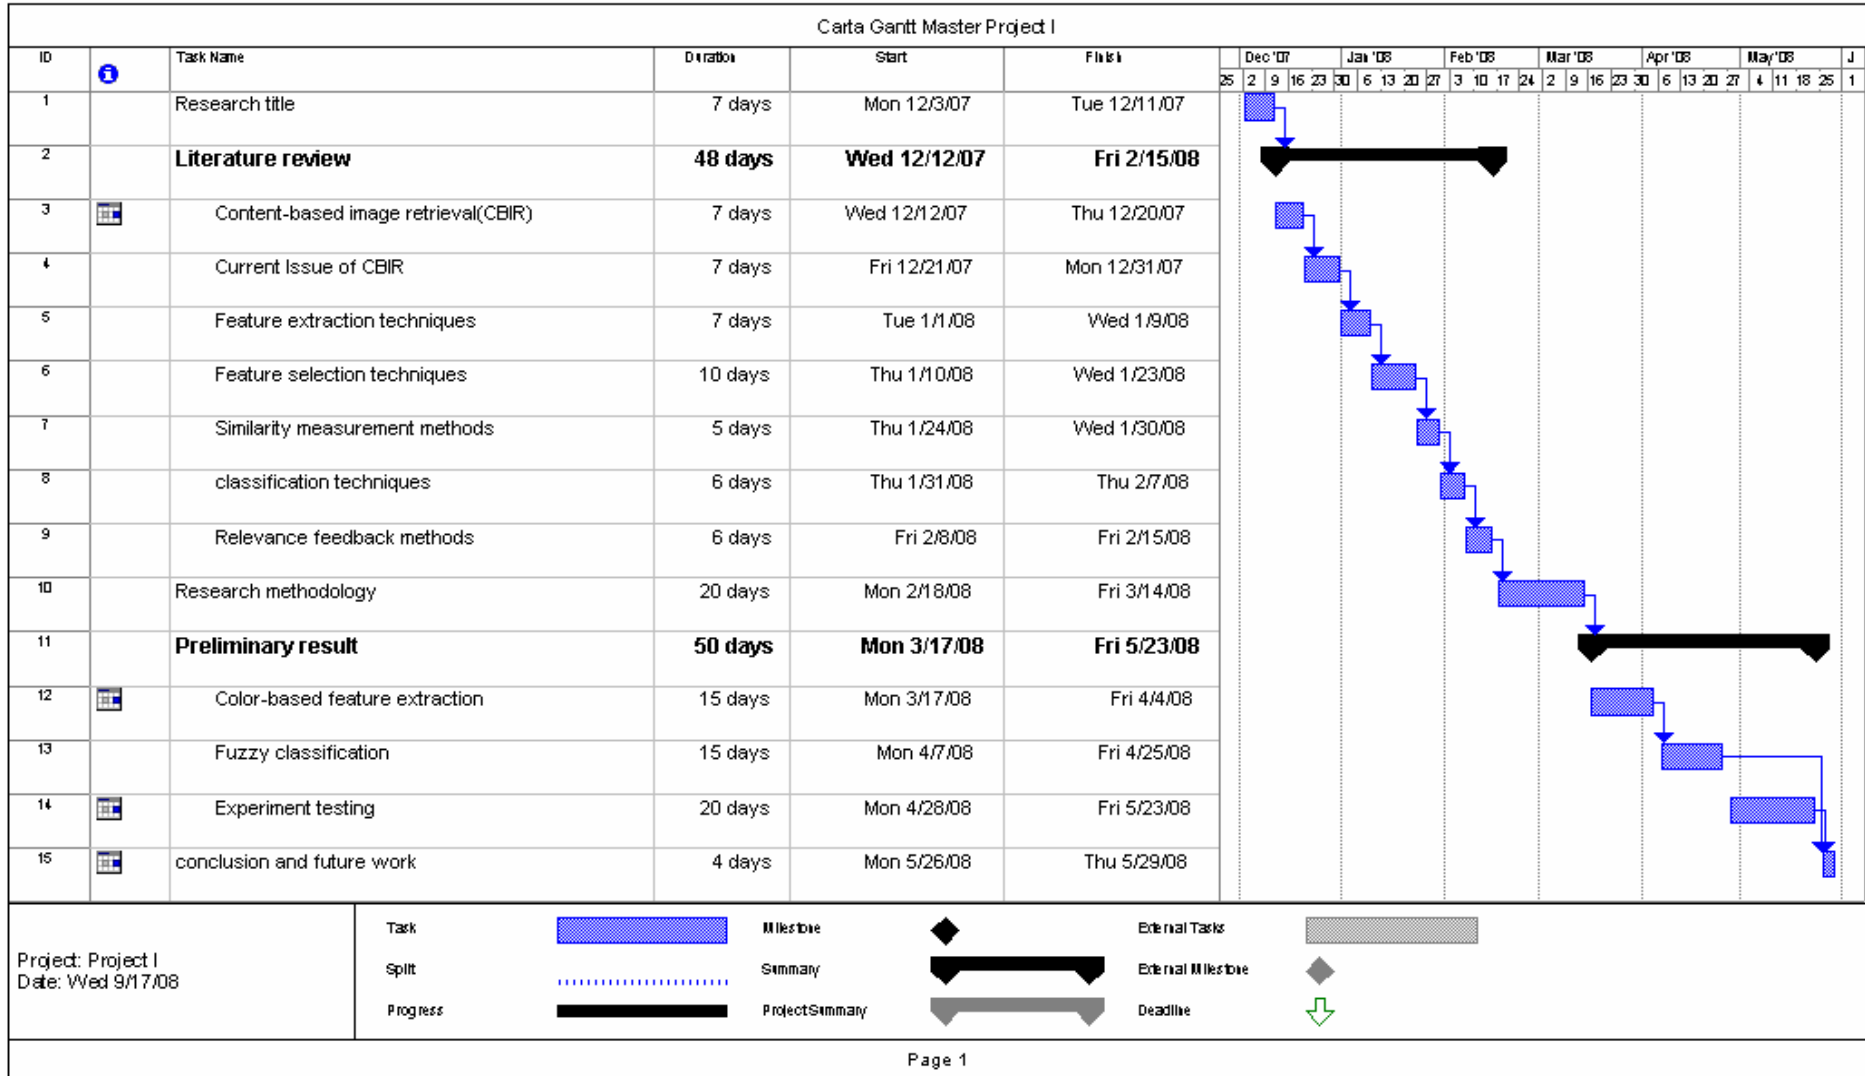 Carta Gantt Master Project I
ID Task Name Duration Start Finish Dec '07 Jan '08 Feb '08 Mar '08 Apr '08 May '08 J
25 2 9 16 23 30 6 13 20 27 3 10 17 24 2 9 16 23 30 6 13 20 27 4 11 18 25 1
1 Research title 7 days Mon 12/3/07 Tue 12/11/07
2 Literature review 48 days Wed 12/12/07 Fri 2/15/08
3 Content-based image retrieval(CBIR) 7 days Wed 12/12/07 Thu 12/20/07
4 Current Issue of CBIR 7 days Fri 12/21/07 Mon 12/31/07
5 Feature extraction techniques 7 days Tue 1/1/08 Wed 1/9/08
6 Feature selection techniques 10 days Thu 1/10/08 Wed 1/23/08
7 Similarity measurement methods 5 days Thu 1/24/08 Wed 1/30/08
8 classification techniques 6 days Thu 1/31/08 Thu 2/7/08
9 Relevance feedback methods 6 days Fri 2/8/08 Fri 2/15/08
10 Research methodology 20 days Mon 2/18/08 Fri 3/14/08
11 Preliminary result 50 days Mon 3/17/08 Fri 5/23/08
12 Color-based feature extraction 15 days Mon 3/17/08 Fri 4/4/08
13 Fuzzy classification 15 days Mon 4/7/08 Fri 4/25/08
14 Experiment testing 20 days Mon 4/28/08 Fri 5/23/08
15 conclusion and future work 4 days Mon 5/26/08 Thu 5/29/08
Project: Project I
Date: Wed 9/17/08
Task Milestone External Tasks
Split Summary External Milestone
Progress Project Summary Deadline
Page 1